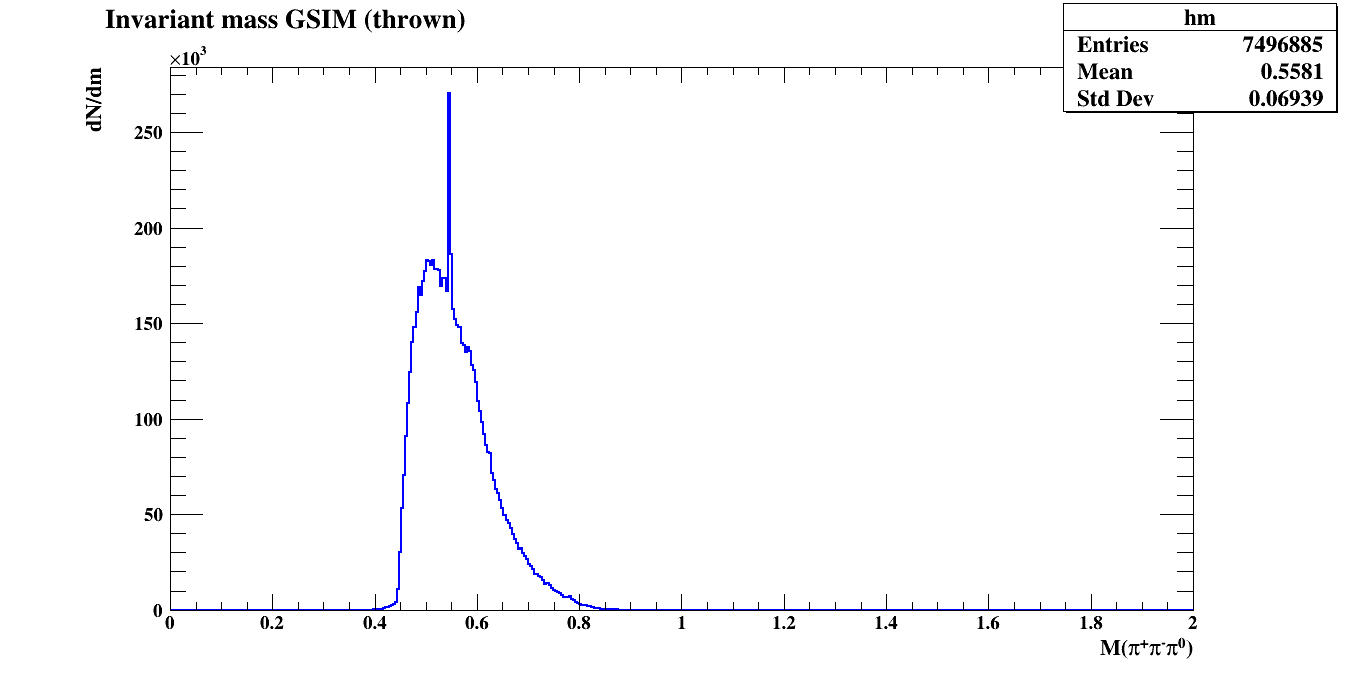 Invariant mass GSIM (thrown)
hm
Entries 7496885
Mean 0.5581
Std Dev 0.06939
×10³
dN/dm
250
200
150
100
50
0
0 0.2 0.4 0.6 0.8 1 1.2 1.4 1.6 1.8 2
M(π⁺π⁻π⁰)